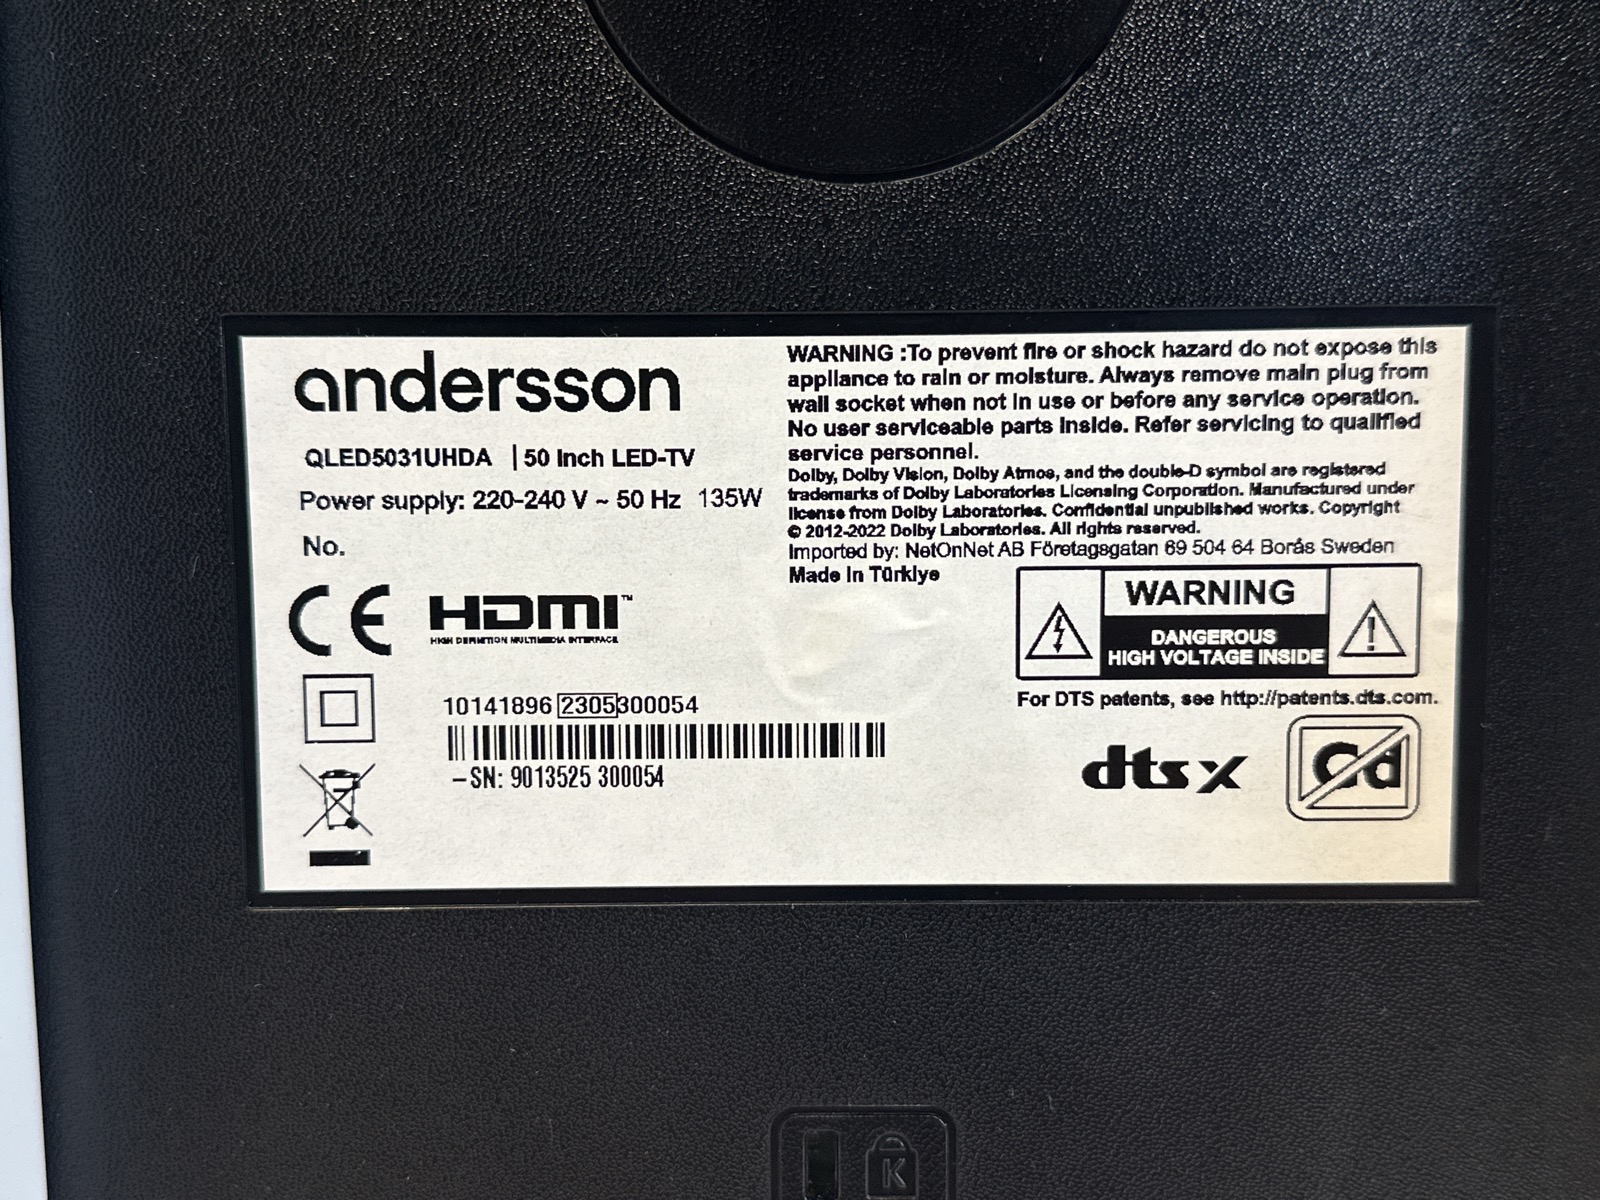 andersson
QLED5031UHDA | 50 Inch LED-TV
Power supply: 220-240 V ~ 50 Hz 135W
No.
CE
HDMI™
HIGH DEFINITION MULTIMEDIA INTERFACE
10141896 2305300054
–SN: 9013525 300054
WARNING :To prevent fire or shock hazard do not expose this
appliance to rain or moisture. Always remove main plug from
wall socket when not in use or before any service operation.
No user serviceable parts inside. Refer servicing to qualified
service personnel.
Dolby, Dolby Vision, Dolby Atmos, and the double-D symbol are registered
trademarks of Dolby Laboratories Licensing Corporation. Manufactured under
license from Dolby Laboratories. Confidential unpublished works. Copyright
© 2012-2022 Dolby Laboratories. All rights reserved.
Imported by: NetOnNet AB Företagsgatan 69 504 64 Borås Sweden
Made in Türkiye
WARNING
DANGEROUS
HIGH VOLTAGE INSIDE
For DTS patents, see http://patents.dts.com.
dts X
Cd
K